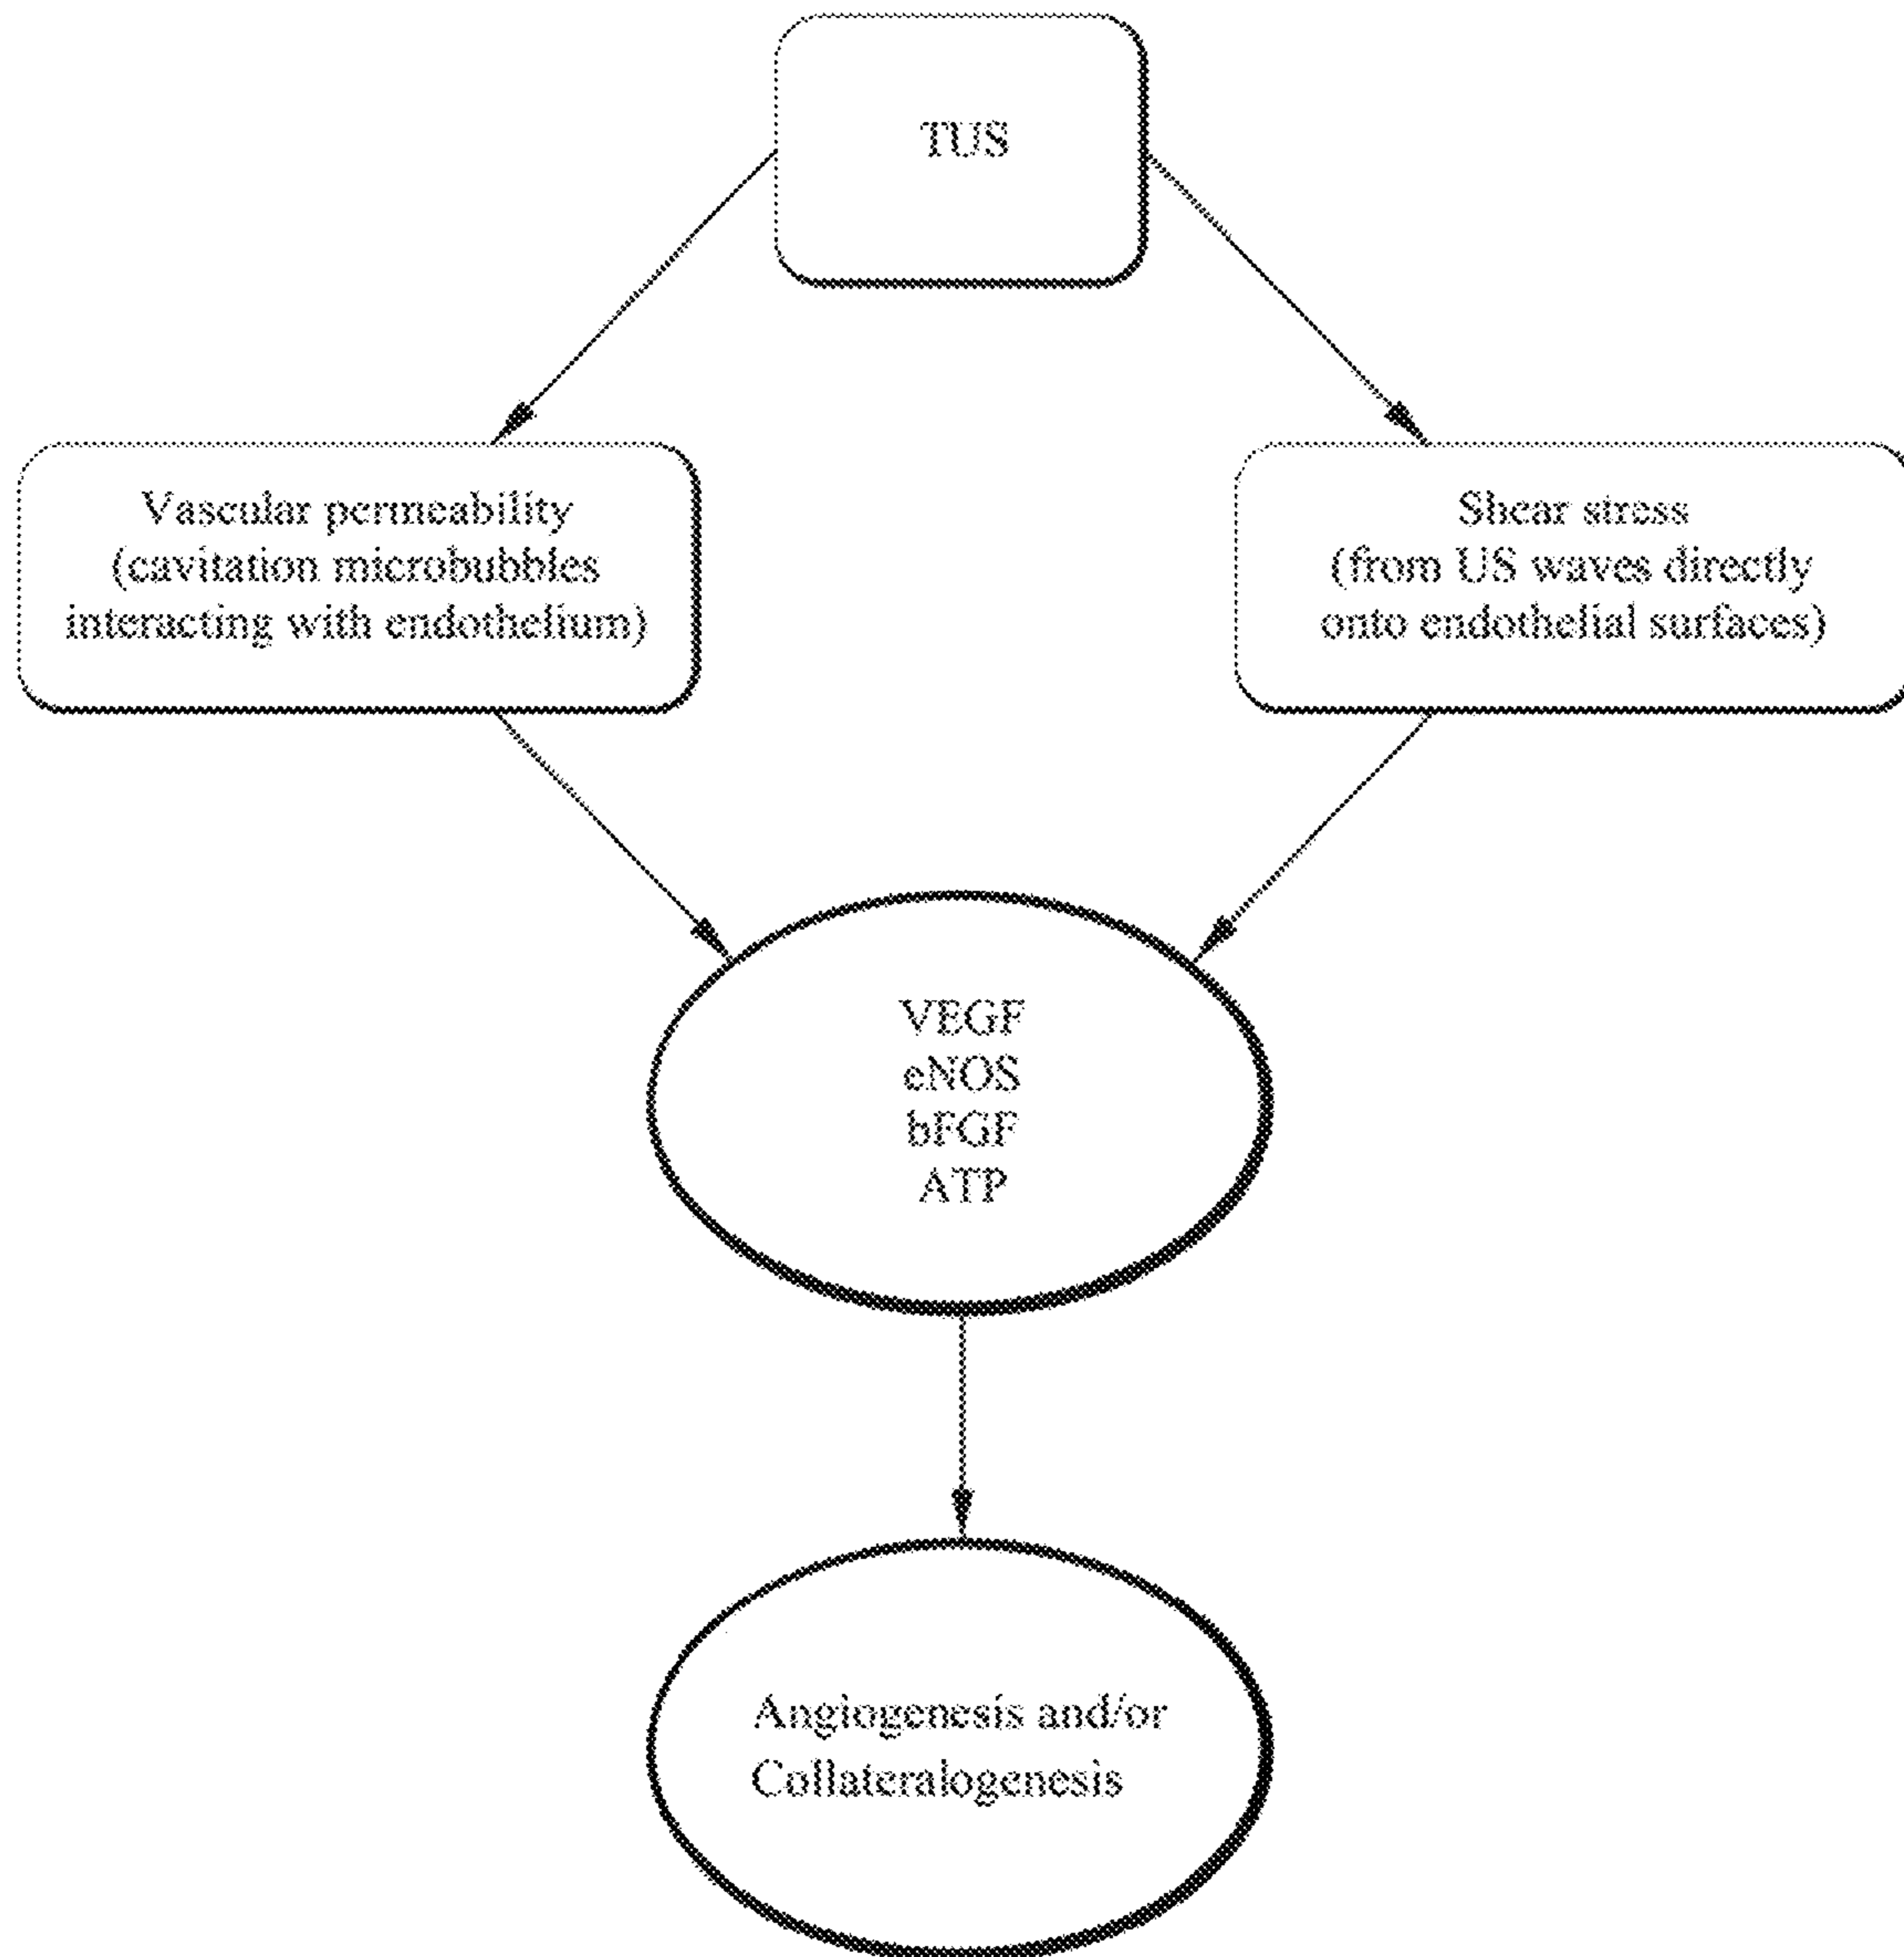 TUS
Vascular permeability
(cavitation microbubbles
interacting with endothelium)
Shear stress
(from US waves directly
onto endothelial surfaces)
VEGF
eNOS
bFGF
ATP
Angiogenesis and/or
Collateralogenesis